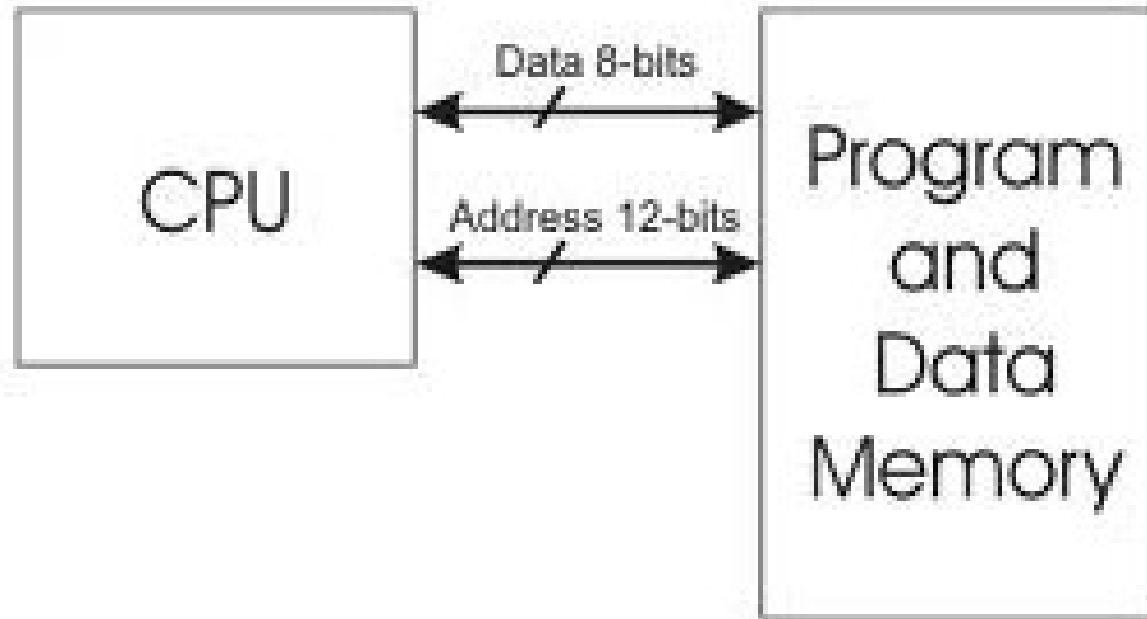 CPU
Data 8-bits
Address 12-bits
Program
and
Data
Memory